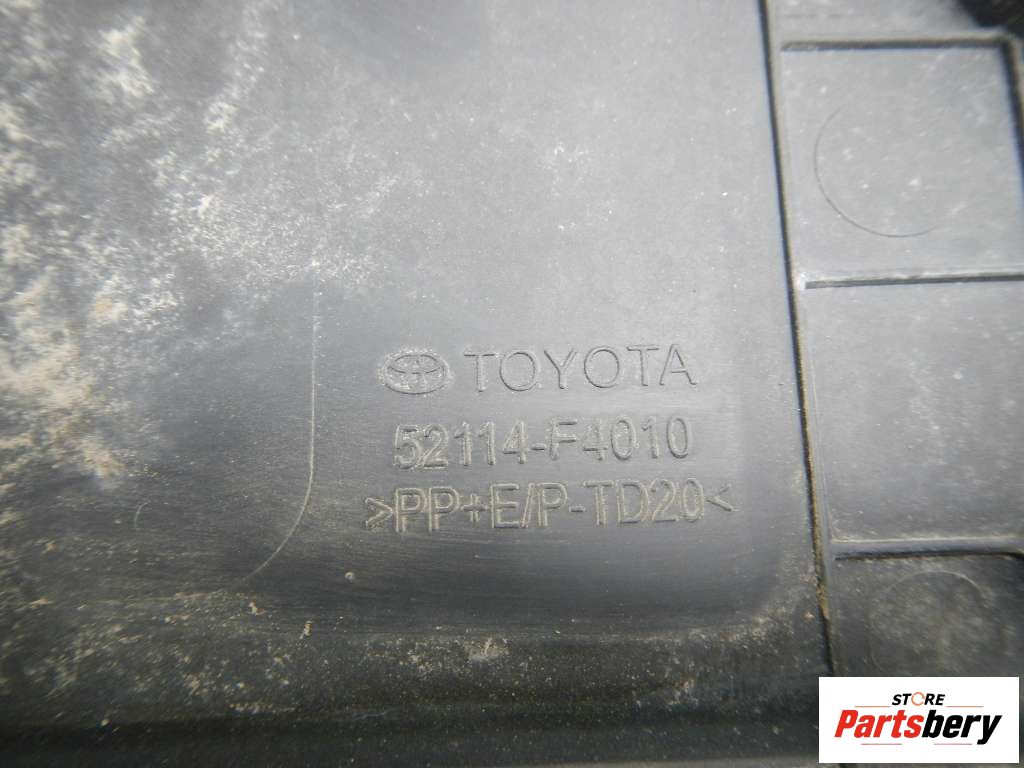 TOYOTA
52114-F4010
>PP+E/P-TD20<
STORE
Partsbery